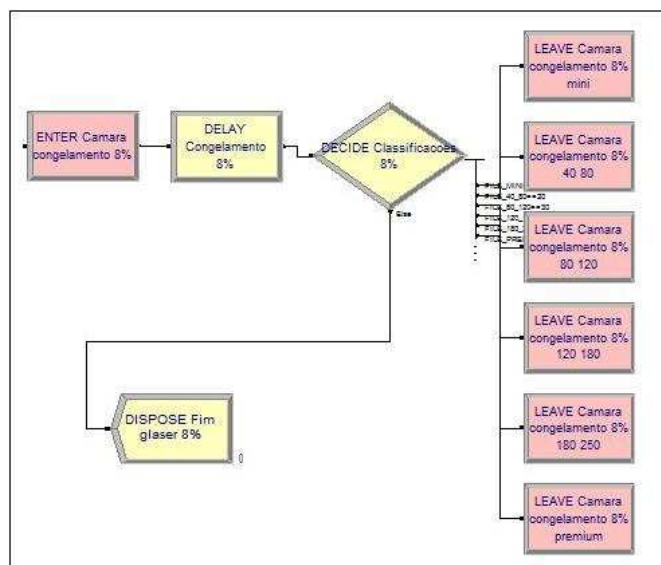 ENTER Camara
congelamento 8%
DELAY
Congelamento
8%
DECIDE Classificacoes
8%
Else
DISPOSE Fim
glaser 8%
0
LEAVE Camara
congelamento 8%
mini
LEAVE Camara
congelamento 8%
40 80
LEAVE Camara
congelamento 8%
80 120
LEAVE Camara
congelamento 8%
120 180
LEAVE Camara
congelamento 8%
180 250
LEAVE Camara
congelamento 8%
premium